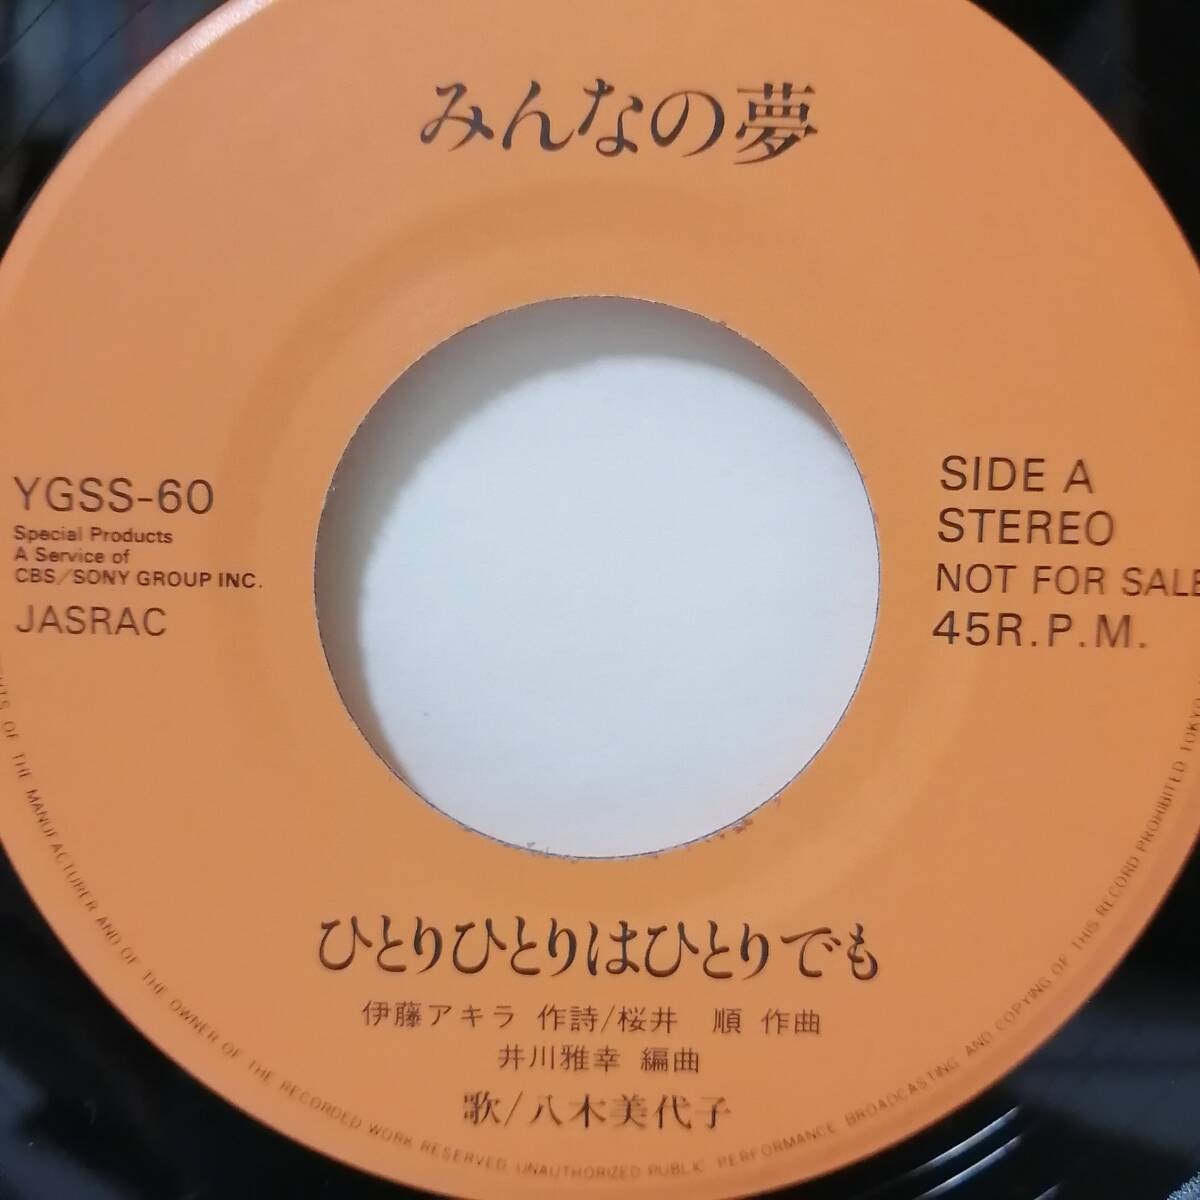 みんなの夢
YGSS-60
Special Products
A Service of
CBS/SONY GROUP INC.
JASRAC
SIDE A
STEREO
NOT FOR SALE
45R.P.M.
ひとりひとりはひとりでも
伊藤アキラ 作詩/桜井 順 作曲
井川雅幸 編曲
歌/八木美代子
OF THE MANUFACTURER AND OF THE OWNER OF THE RECORDED WORK RESERVED UNAUTHORIZED PUBLIC PERFORMANCE BROADCASTING AND COPYING OF THIS RECORD PROHIBITED TOKYO